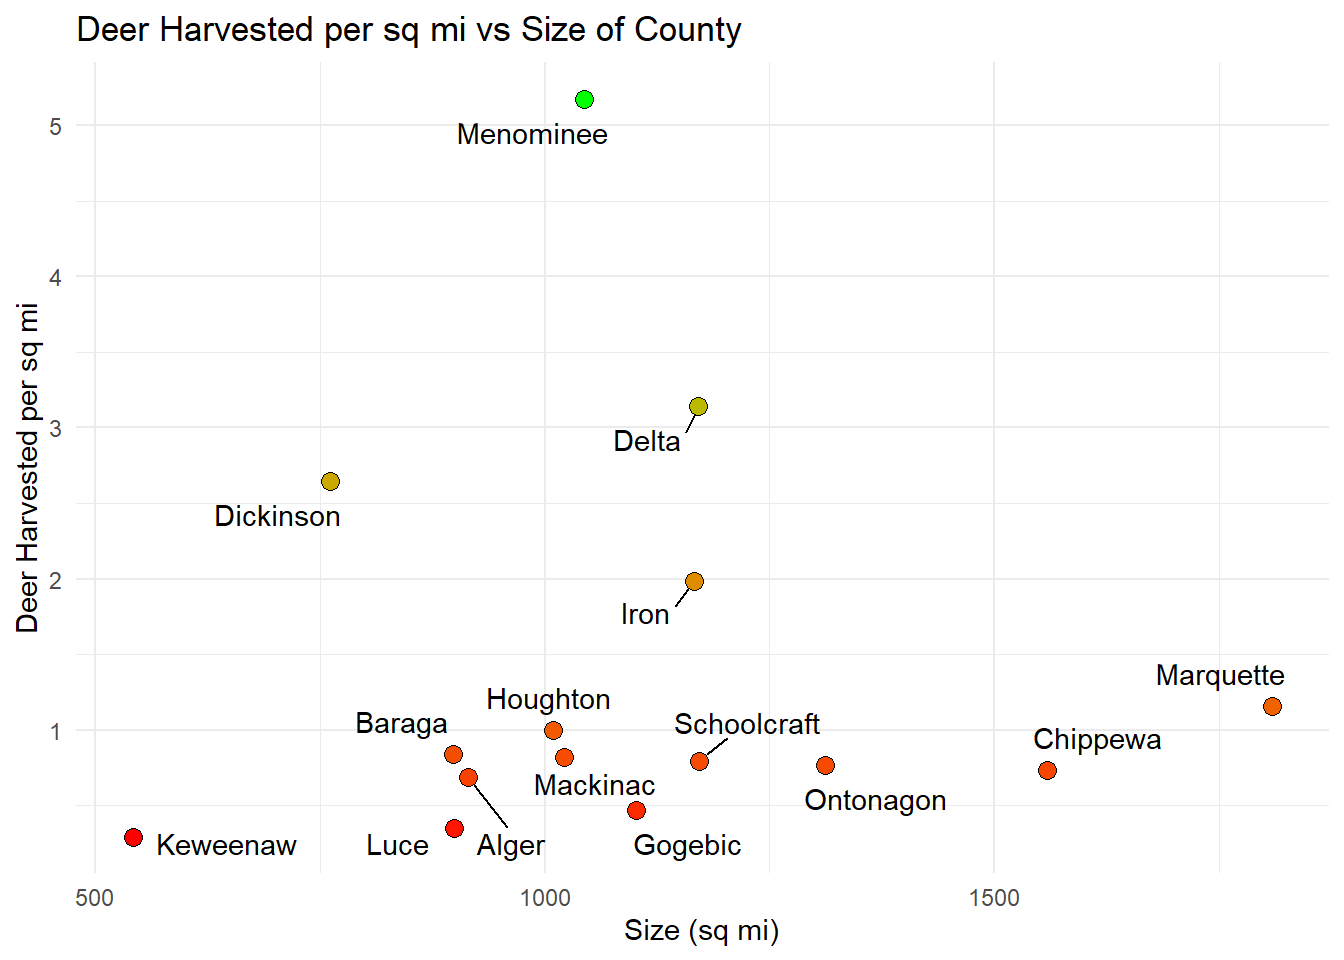 Deer Harvested per sq mi vs Size of County
Deer Harvested per sq mi
5
4
3
2
1
Menominee
Delta
Dickinson
Iron
Marquette
Houghton
Baraga
Schoolcraft
Chippewa
Mackinac
Ontonagon
Keweenaw
Luce
Alger
Gogebic
500
1000
1500
Size (sq mi)